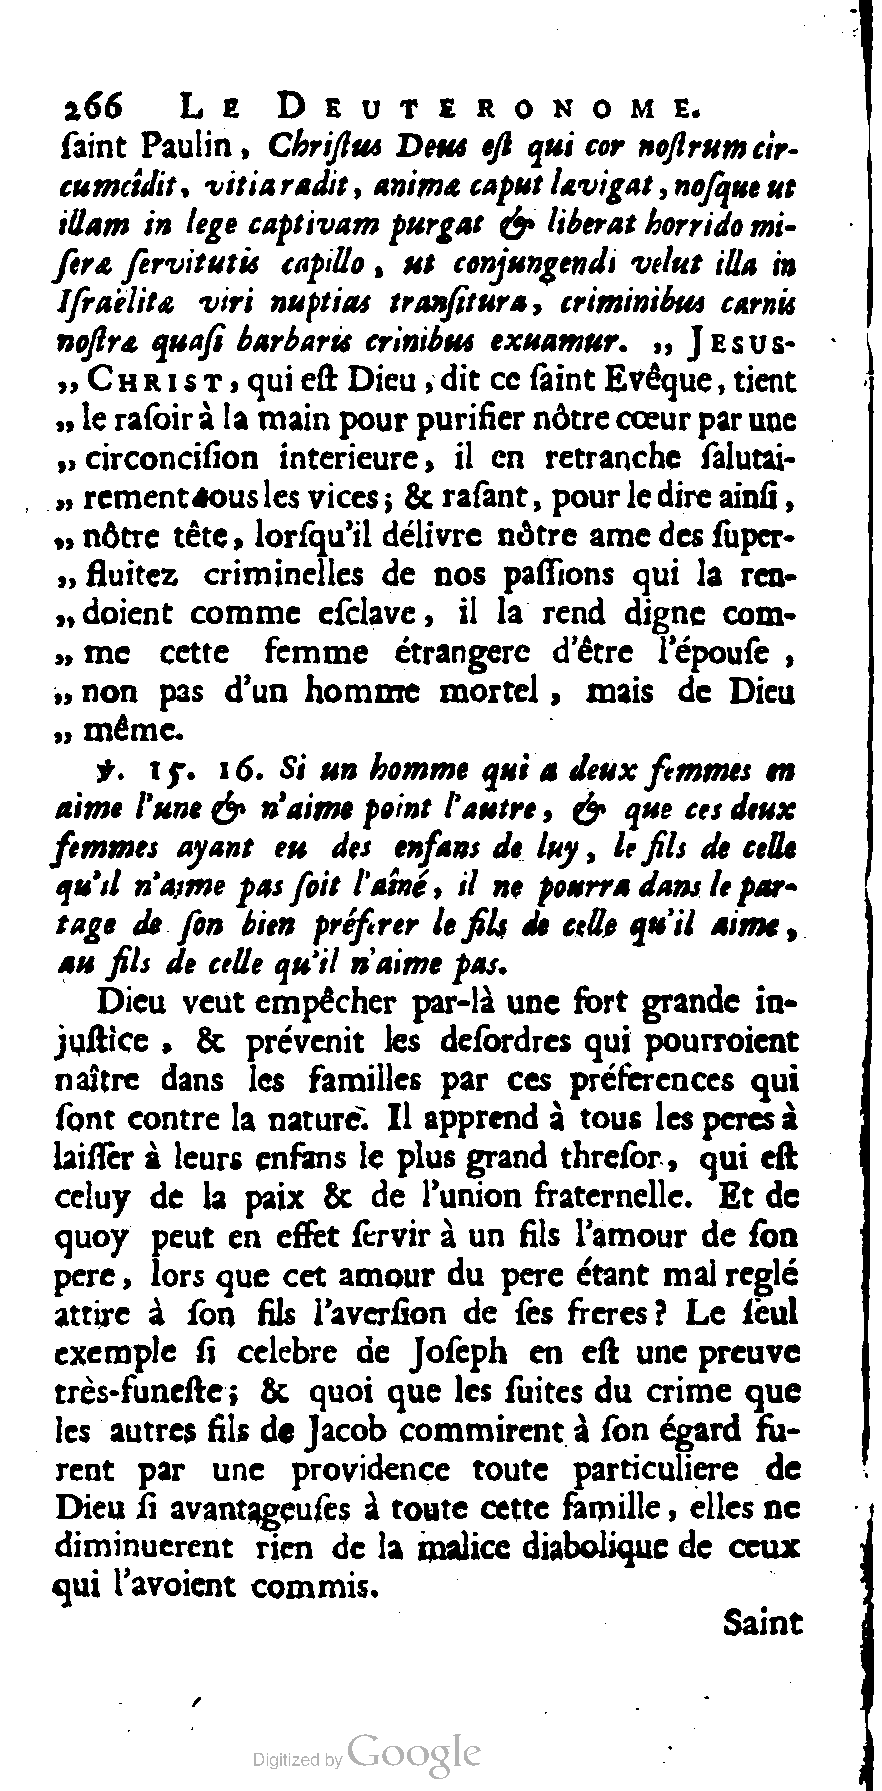 266 LE DEUTERONOME.
ſaint Paulin, Chriſtus Deus eſt qui cor noſtrum cir-
cumcîdit, vitia radit, animæ caput lævigat, noſque ut
illam in lege captivam purgat & liberat horrido mi-
ſeræ ſervitutis capillo, ut conjungendi velut illa in
Iſraëlitæ viri nuptias tranſitura, criminibus carnis
noſtræ quaſi barbaris crinibus exuamur. ,, JESUS-
,, CHRIST, qui eſt Dieu, dit ce ſaint Evêque, tient
,, le raſoir à la main pour purifier nôtre cœur par une
,, circonciſion interieure, il en retranche ſalutai-
,, rement tous les vices; & raſant, pour le dire ainſi,
,, nôtre tête, lorſqu'il délivre nôtre ame des ſuper-
,, fluitez criminelles de nos paſſions qui la ren-
,, doient comme eſclave, il la rend digne com-
,, me cette femme étrangere d'être l'épouſe,
,, non pas d'un homme mortel, mais de Dieu
,, même.
℣. 15. 16. Si un homme qui a deux femmes en
aime l'une & n'aime point l'autre, & que ces deux
femmes ayant eu des enfans de luy, le fils de celle
qu'il n'aime pas ſoit l'aîné, il ne pourra dans le par-
tage de ſon bien préferer le fils de celle qu'il aime,
au fils de celle qu'il n'aime pas.
Dieu veut empêcher par-là une fort grande in-
juſtice, & prévenit les deſordres qui pourroient
naître dans les familles par ces préferences qui
ſont contre la nature. Il apprend à tous les peres à
laiſſer à leurs enfans le plus grand threſor, qui eſt
celuy de la paix & de l'union fraternelle. Et de
quoy peut en effet ſervir à un fils l'amour de ſon
pere, lors que cet amour du pere étant mal reglé
attire à ſon fils l'averſion de ſes freres? Le ſeul
exemple ſi celebre de Joſeph en eſt une preuve
très-funeſte; & quoi que les ſuites du crime que
les autres fils de Jacob commirent à ſon égard fu-
rent par une providence toute particuliere de
Dieu ſi avantageuſes à toute cette famille, elles ne
diminuerent rien de la malice diabolique de ceux
qui l'avoient commis.
Saint
Digitized by Google